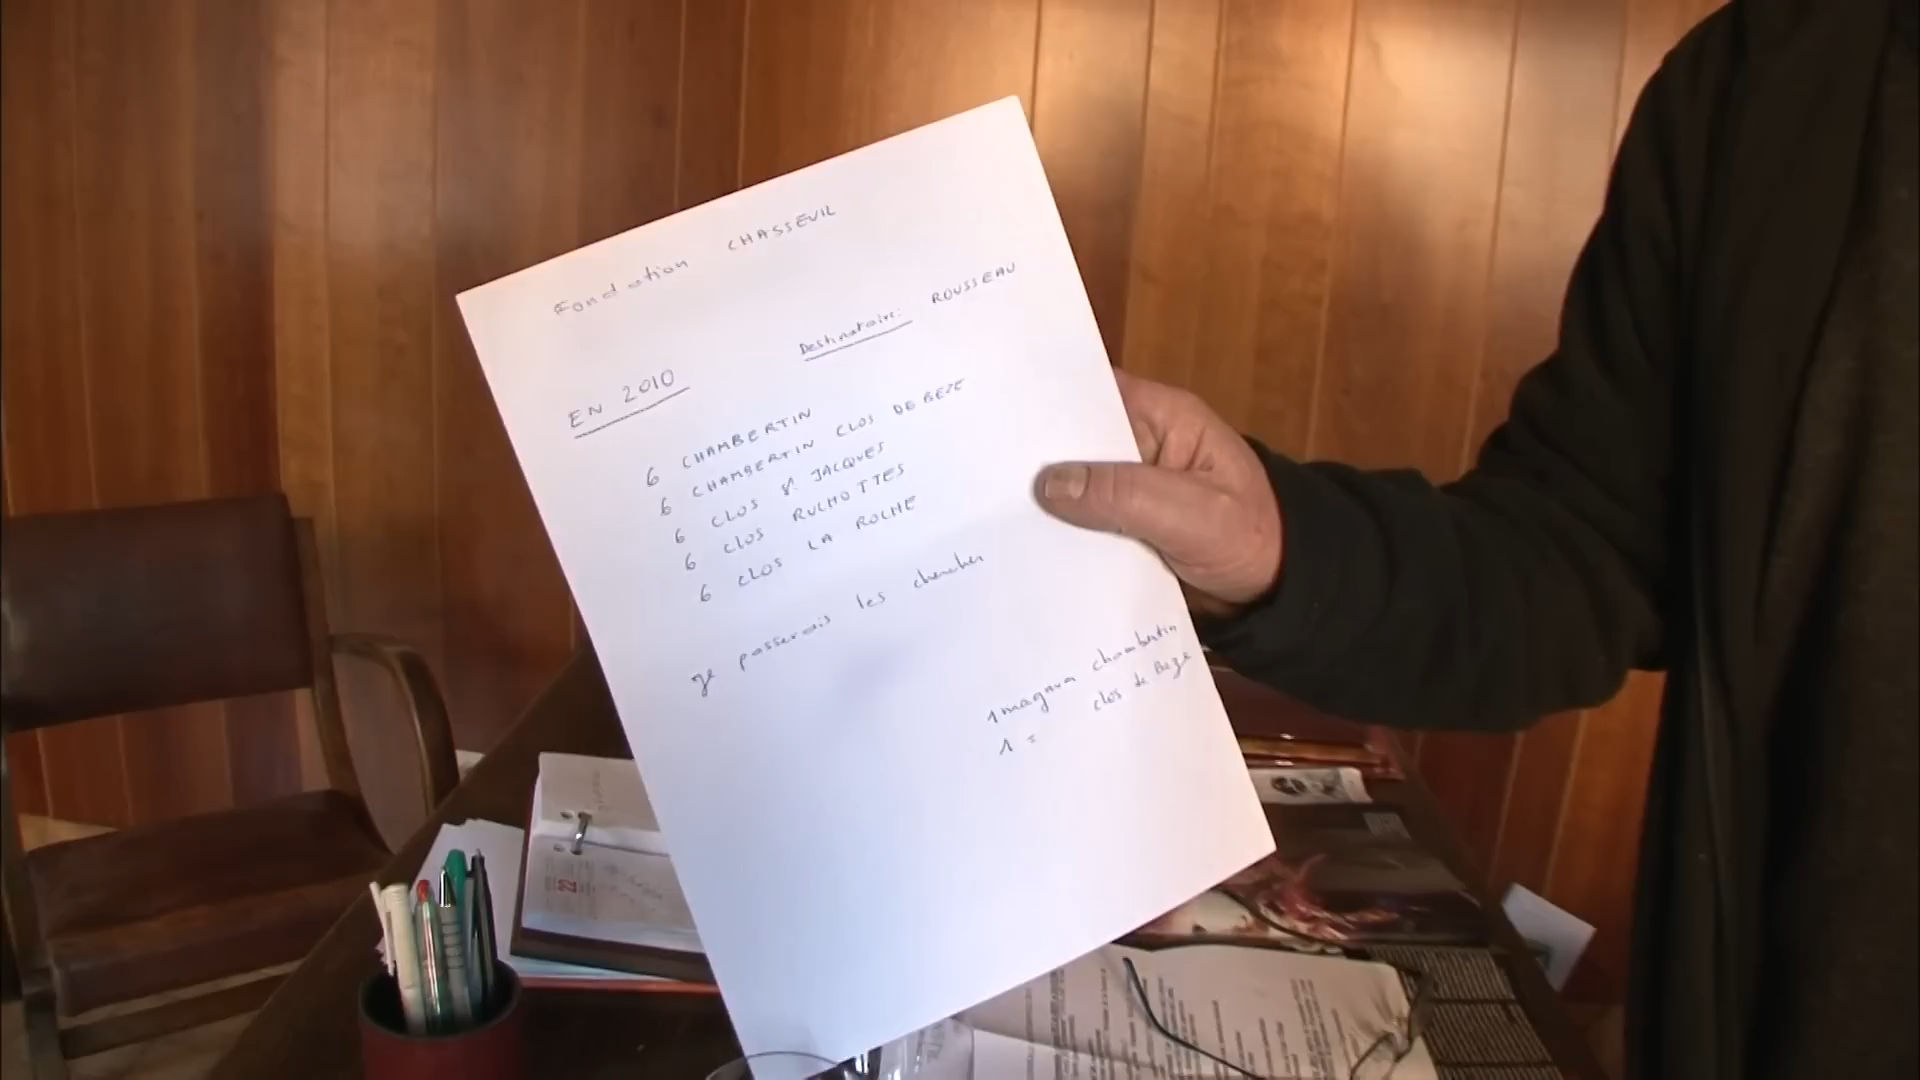 Fondation CHASSEUIL
Destinataire: ROUSSEAU
EN 2010
6 CHAMBERTIN
6 CHAMBERTIN CLOS DE BEZE
6 CLOS St JACQUES
6 CLOS RUCHOTTES
6 CLOS LA ROCHE
je passerais les chercher
1 magnum chambertin
1 = clos de Beze
22